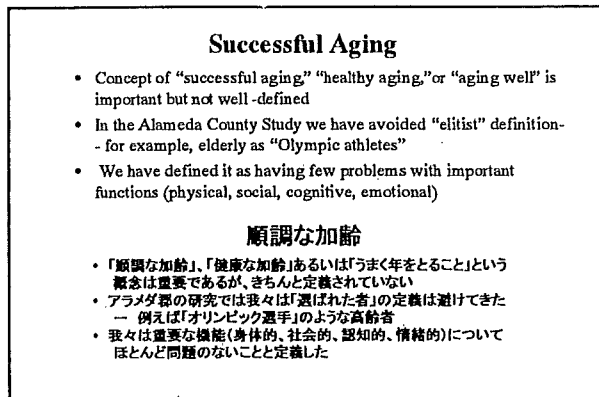 Successful Aging
• Concept of “successful aging,” “healthy aging,”or “aging well” is
important but not well -defined
• In the Alameda County Study we have avoided “elitist” definition-
- for example, elderly as “Olympic athletes”
• We have defined it as having few problems with important
functions (physical, social, cognitive, emotional)
順調な加齢
• 「順調な加齢」、「健康な加齢」あるいは「うまく年をとること」という
概念は重要であるが、きちんと定義されていない
• アラメダ郡の研究では我々は「選ばれた者」の定義は避けてきた
ー 例えば「オリンピック選手」のような高齢者
• 我々は重要な機能(身体的、社会的、認知的、情緒的)について
ほとんど問題のないことと定義した